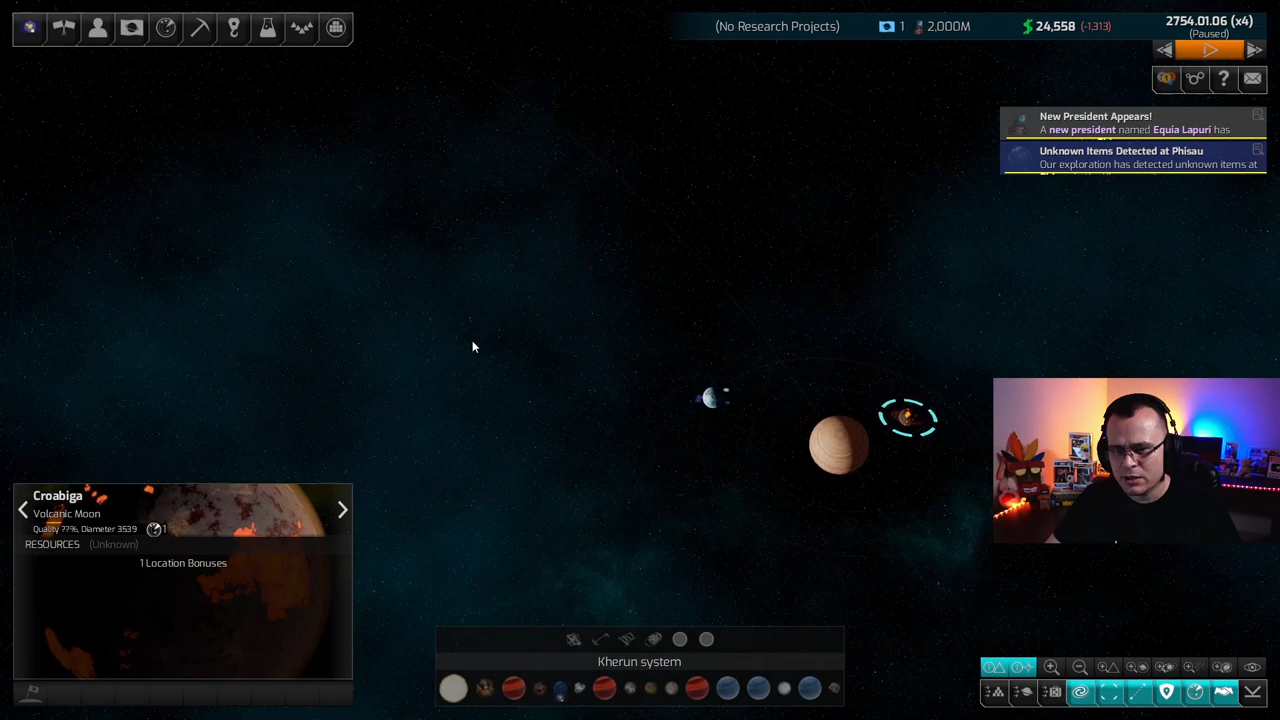 (No Research Projects)
1
2,000M
24,558 (-1,313)
2754.01.06 (x4)
(Paused)
New President Appears!
A new president named Equia Lapuri has
Unknown Items Detected at Phisau
Our exploration has detected unknown items at
Croabiga
Volcanic Moon
Quality ??%, Diameter 3539
1
RESOURCES (Unknown)
1 Location Bonuses
Kherun system